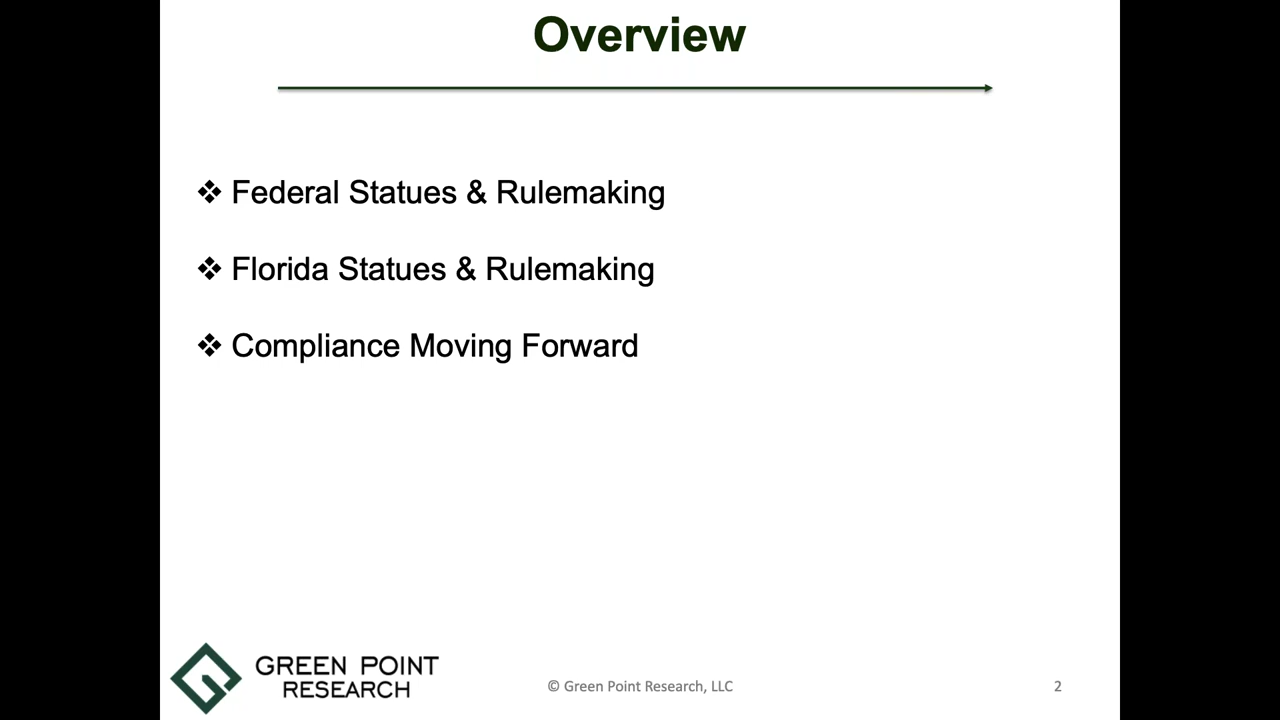 Overview
❖ Federal Statues & Rulemaking
❖ Florida Statues & Rulemaking
❖ Compliance Moving Forward
GREEN POINT
RESEARCH
© Green Point Research, LLC
2